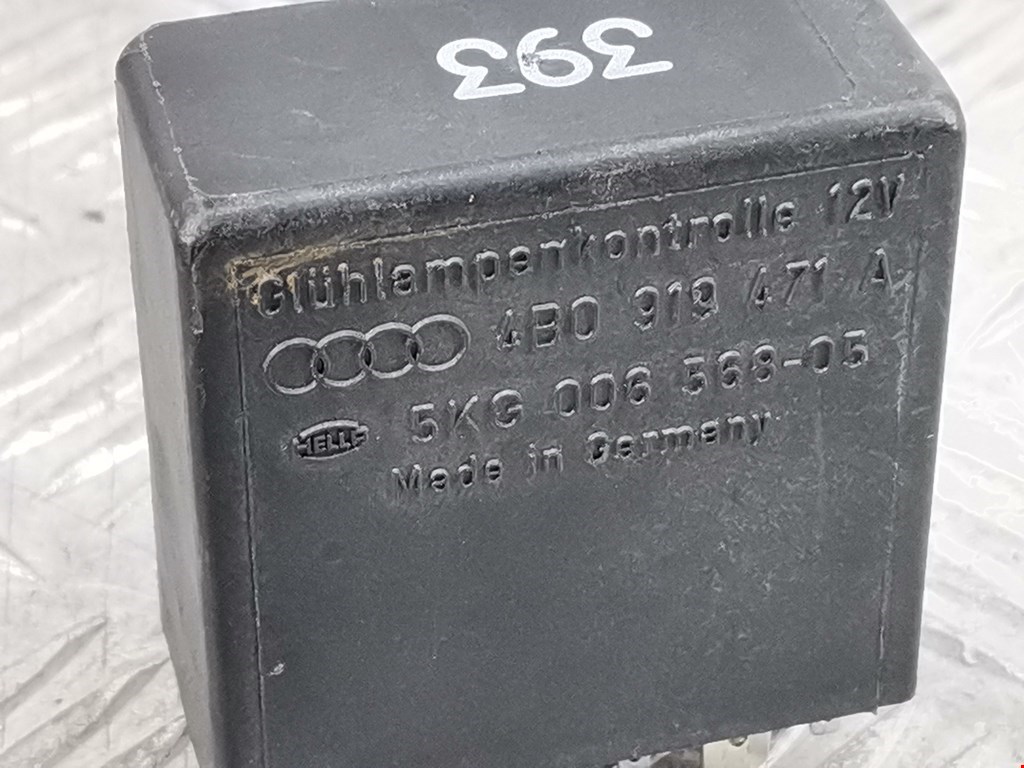 393
Glühlampenkontrolle 12V
4B0 919 471 A
HELLA
5KG 006 568-05
Made in Germany